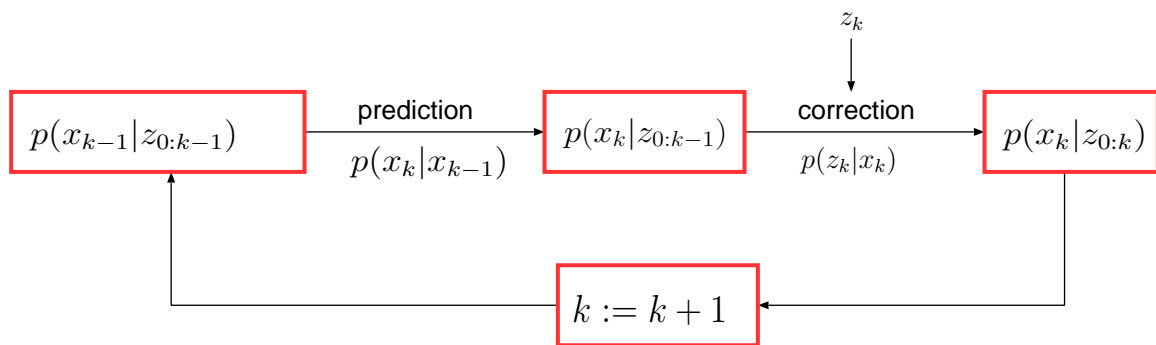 z_k
prediction
correction
p(x_{k-1}|z_{0:k-1})
p(x_k|z_{0:k-1})
p(x_k|z_{0:k})
p(x_k|x_{k-1})
p(z_k|x_k)
k := k + 1